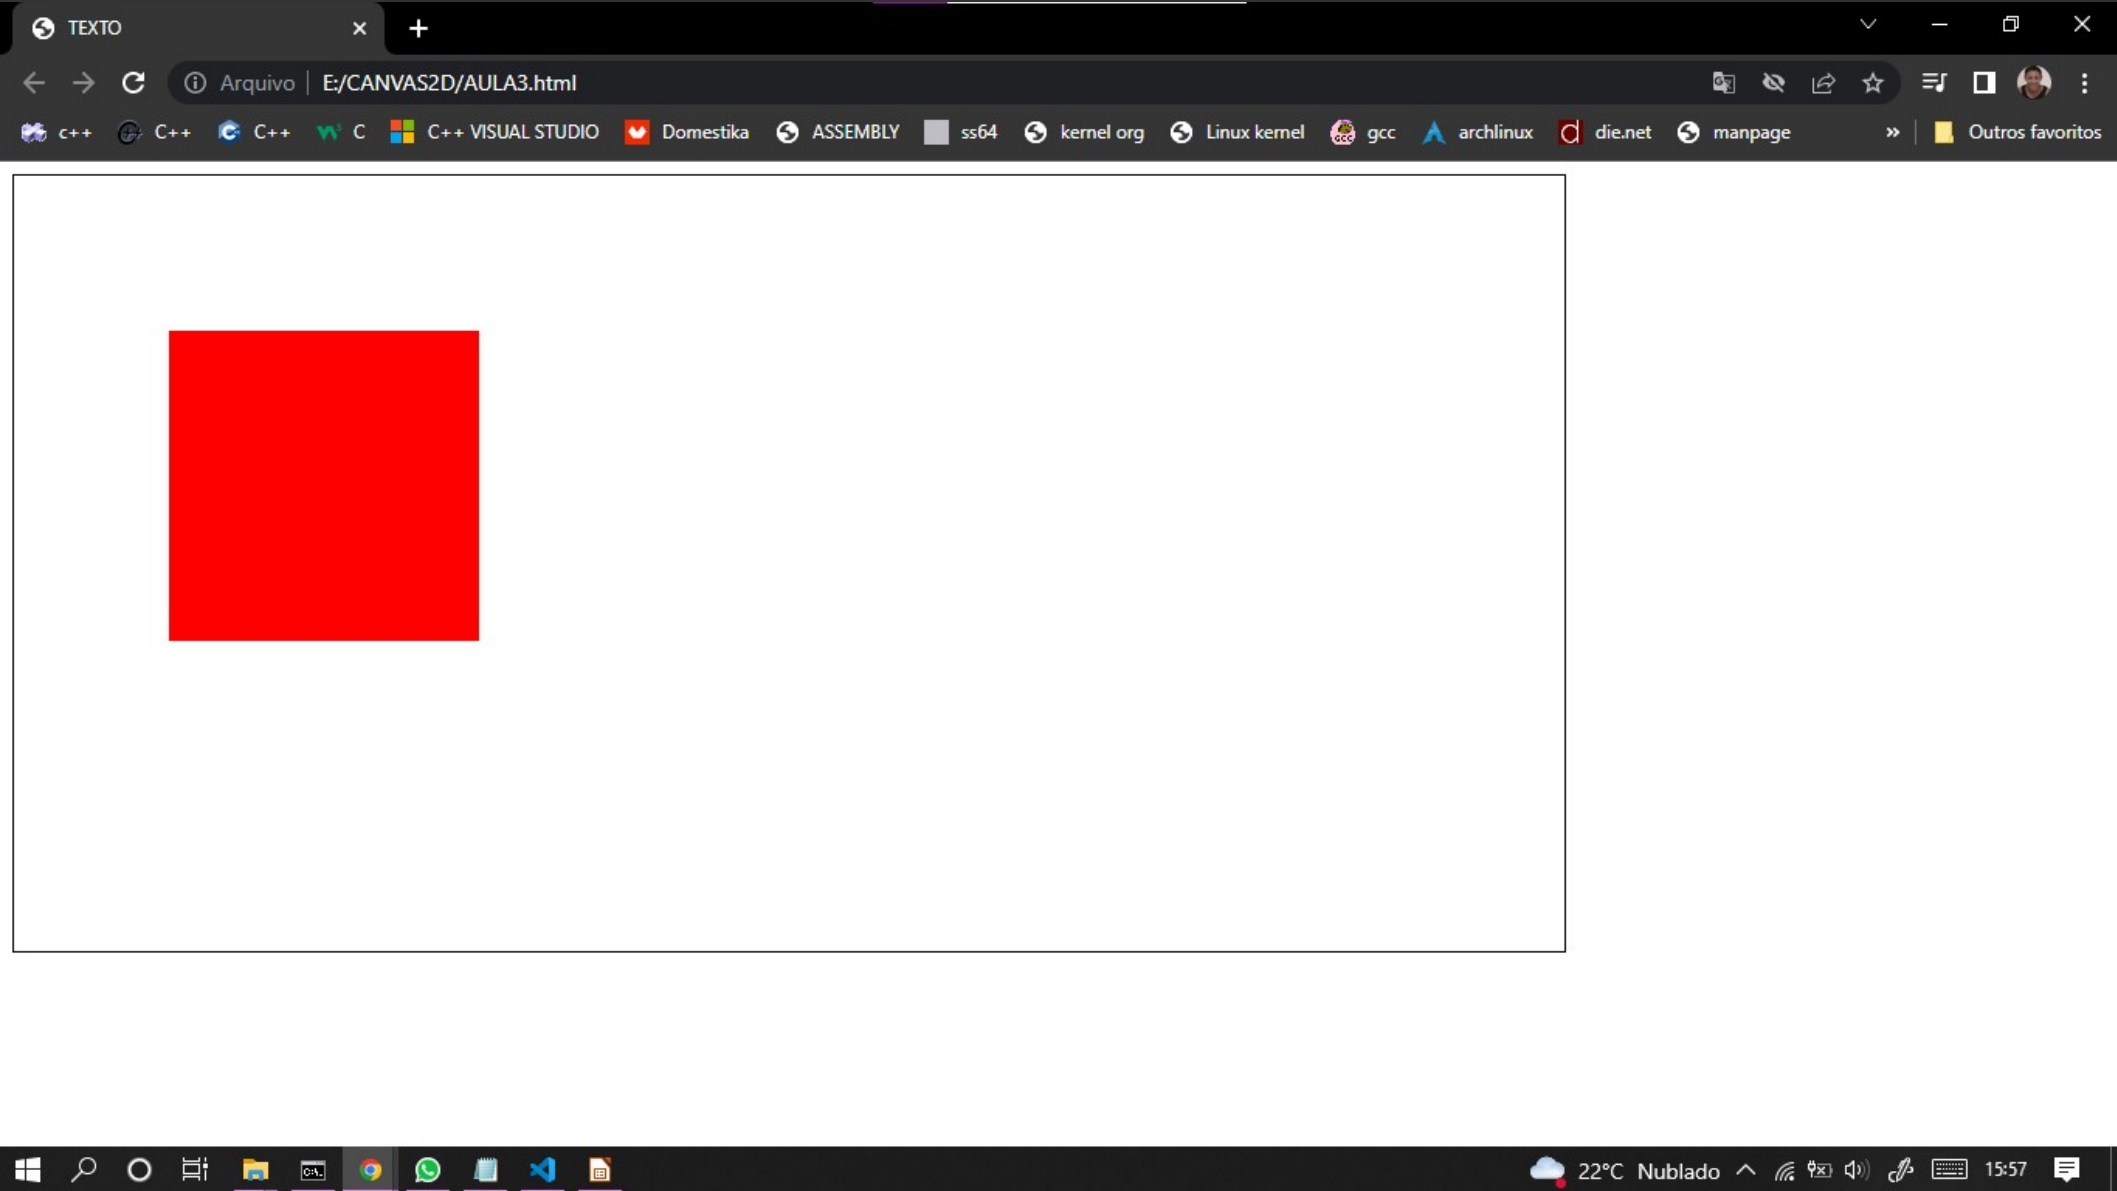 TEXTO
Arquivo E:/CANVAS2D/AULA3.html
c++ C++ C++ C C++ VISUAL STUDIO Domestika ASSEMBLY ss64 kernel org Linux kernel gcc archlinux die.net manpage » Outros favoritos
22°C Nublado 15:57